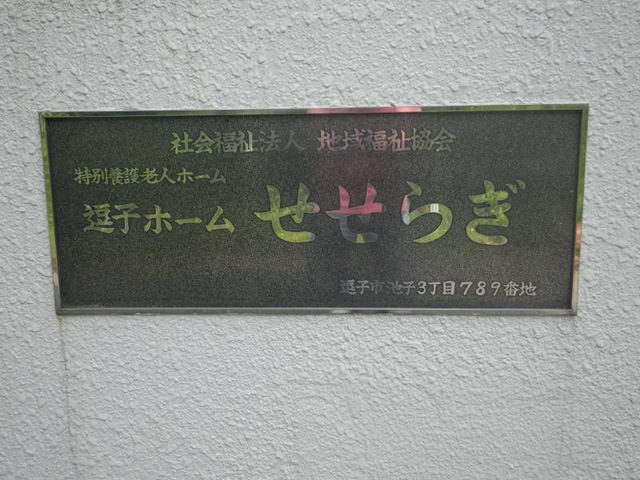 社会福祉法人 地域福祉協会
特別養護老人ホーム
逗子ホーム せせらぎ
逗子市池子3丁目789番地